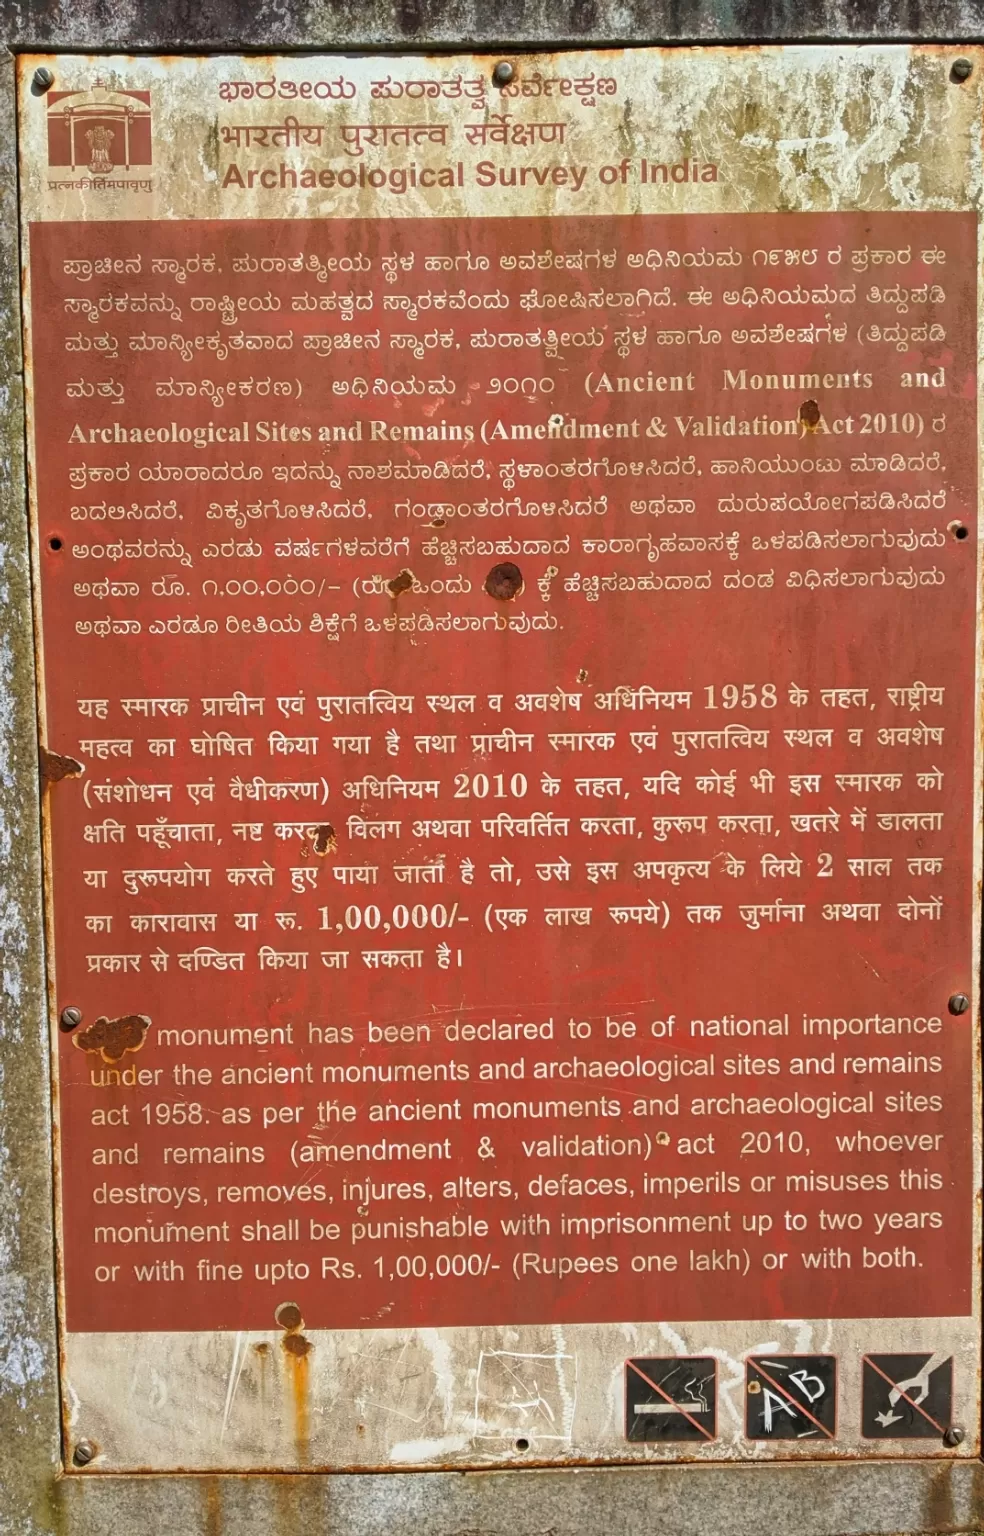 ಭಾರತೀಯ ಪುರಾತತ್ವ ಸರ್ವೇಕ್ಷಣ
भारतीय पुरातत्व सर्वेक्षण
Archaeological Survey of India
प्रत्नकीर्तिमपावृणु
ಪ್ರಾಚೀನ ಸ್ಮಾರಕ, ಪುರಾತತ್ವೀಯ ಸ್ಥಳ ಹಾಗೂ ಅವಶೇಷಗಳ ಅಧಿನಿಯಮ ೧೯೫೮ ರ ಪ್ರಕಾರ ಈ
ಸ್ಮಾರಕವನ್ನು ರಾಷ್ಟ್ರೀಯ ಮಹತ್ವದ ಸ್ಮಾರಕವೆಂದು ಘೋಷಿಸಲಾಗಿದೆ. ಈ ಅಧಿನಿಯಮದ ತಿದ್ದುಪಡಿ
ಮತ್ತು ಮಾನ್ಯೀಕೃತವಾದ ಪ್ರಾಚೀನ ಸ್ಮಾರಕ, ಪುರಾತತ್ವೀಯ ಸ್ಥಳ ಹಾಗೂ ಅವಶೇಷಗಳ (ತಿದ್ದುಪಡಿ
ಮತ್ತು ಮಾನ್ಯೀಕರಣ) ಅಧಿನಿಯಮ ೨೦೧೦ (Ancient Monuments and
Archaeological Sites and Remains (Amendment & Validation) Act 2010) ರ
ಪ್ರಕಾರ ಯಾರಾದರೂ ಇದನ್ನು ನಾಶಮಾಡಿದರೆ, ಸ್ಥಳಾಂತರಗೊಳಿಸಿದರೆ, ಹಾನಿಯುಂಟು ಮಾಡಿದರೆ,
ಬದಲಿಸಿದರೆ, ವಿಕೃತಗೊಳಿಸಿದರೆ, ಗಂಡಾಂತರಗೊಳಿಸಿದರೆ ಅಥವಾ ದುರುಪಯೋಗಪಡಿಸಿದರೆ
ಅಂಥವರನ್ನು ಎರಡು ವರ್ಷಗಳವರೆಗೆ ಹೆಚ್ಚಿಸಬಹುದಾದ ಕಾರಾಗೃಹವಾಸಕ್ಕೆ ಒಳಪಡಿಸಲಾಗುವುದು
ಅಥವಾ ರೂ. ೧,೦೦,೦೦೦/- ಒಂದು ಕ್ಕೆ ಹೆಚ್ಚಿಸಬಹುದಾದ ದಂಡ ವಿಧಿಸಲಾಗುವುದು
ಅಥವಾ ಎರಡೂ ರೀತಿಯ ಶಿಕ್ಷೆಗೆ ಒಳಪಡಿಸಲಾಗುವುದು.
यह स्मारक प्राचीन एवं पुरातत्विय स्थल व अवशेष अधिनियम 1958 के तहत, राष्ट्रीय
महत्व का घोषित किया गया है तथा प्राचीन स्मारक एवं पुरातत्विय स्थल व अवशेष
(संशोधन एवं वैधीकरण) अधिनियम 2010 के तहत, यदि कोई भी इस स्मारक को
क्षति पहुँचाता, नष्ट विलग अथवा परिवर्तित करता, कुरूप करता, खतरे में डालता
या दुरूपयोग करते हुए पाया जाता है तो, उसे इस अपकृत्य के लिये 2 साल तक
का कारावास या रू. 1,00,000/- (एक लाख रूपये) तक जुर्माना अथवा दोनों
प्रकार से दण्डित किया जा सकता है।
monument has been declared to be of national importance
under the ancient monuments and archaeological sites and remains
act 1958. as per the ancient monuments and archaeological sites
and remains (amendment & validation) act 2010, whoever
destroys, removes, injures, alters, defaces, imperils or misuses this
monument shall be punishable with imprisonment up to two years
or with fine upto Rs. 1,00,000/- (Rupees one lakh) or with both.
AB